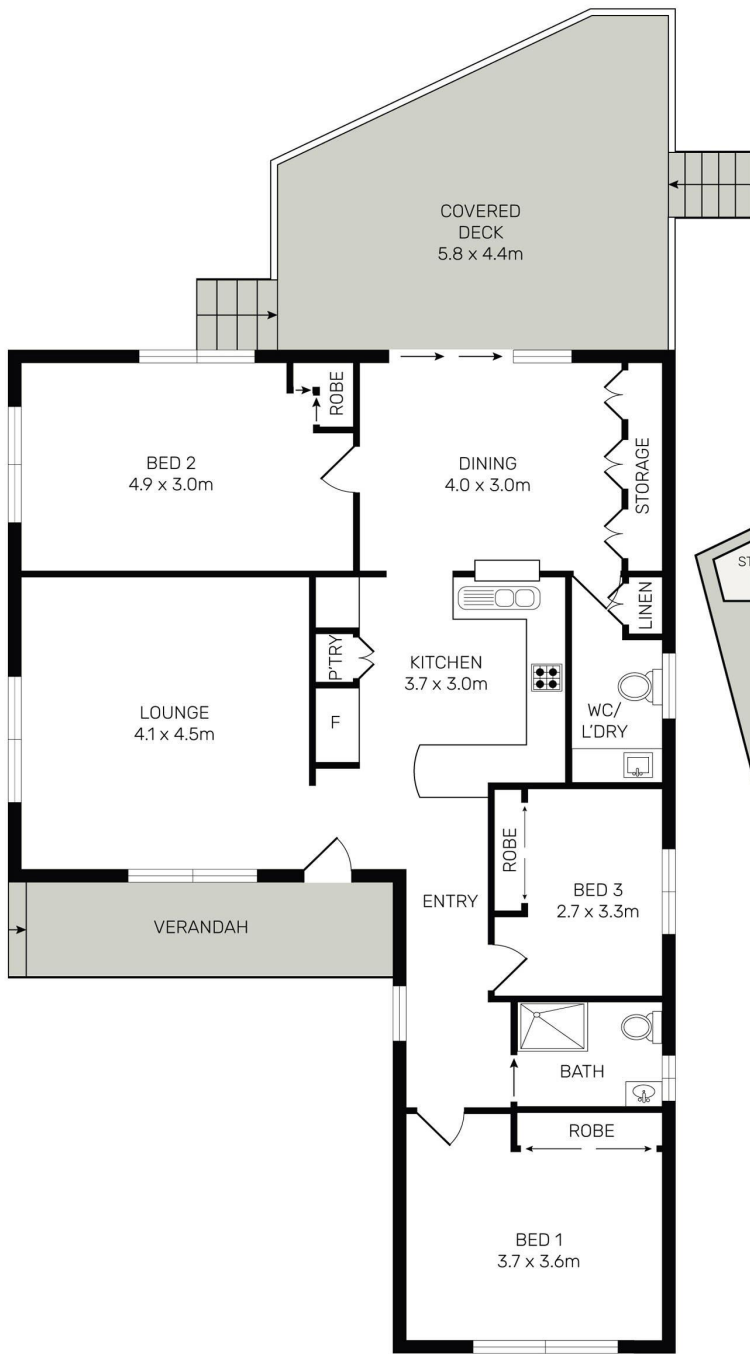 COVERED
DECK
5.8 x 4.4m
ROBE
BED 2
4.9 x 3.0m
DINING
4.0 x 3.0m
STORAGE
ST
LINEN
P'TRY
KITCHEN
3.7 x 3.0m
LOUNGE
4.1 x 4.5m
F
WC/
L'DRY
ROBE
BED 3
2.7 x 3.3m
ENTRY
VERANDAH
BATH
ROBE
BED 1
3.7 x 3.6m